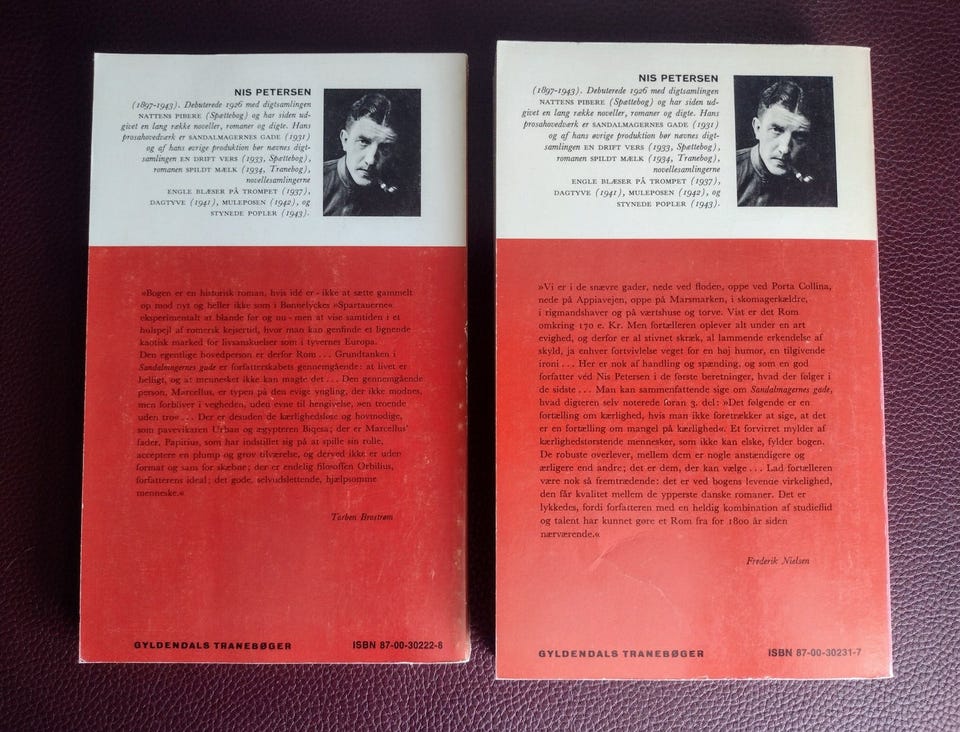 NIS PETERSEN
(1897-1943). Debuterede 1926 med digtsamlingen
NATTENS PIBERE (Spættebog) og har siden ud-
givet en lang række noveller, romaner og digte. Hans
prosahovedværk er SANDALMAGERNES GADE (1931)
og af hans øvrige produktion bør nævnes digt-
samlingen EN DRIFT VERS (1933, Spættebog),
romanen SPILDT MÆLK (1934, Tranebog),
novellesamlingerne
ENGLE BLÆSER PÅ TROMPET (1937),
DAGTYVE (1941), MULEPOSEN (1942), og
STYNEDE POPLER (1943).
»Bogen er en historisk roman, hvis idé er - ikke at sætte gammelt
op mod nyt og heller ikke som i Bønnelyckes »Spartanerne«
eksperimentalt at blande før og nu - men at vise samtiden i et
hulspejl af romersk kejsertid, hvor man kan genfinde et lignende
kaotisk marked for livsanskuelser som i tyvernes Europa.
Den egentlige hovedperson er derfor Rom ... Grundtanken i
Sandalmagernes gade er forfatterskabets gennemgående: at livet er
helligt, og at mennesket ikke kan magte det ... Den gennemgående
person, Marcellus, er typen på den evige yngling, der ikke modnes,
men forbliver i vegheden, uden evne til hengivelse, »en troende
uden tro« ... Der er desuden de kærlighedsløse og hovmodige,
som pavevikaren Urban og ægypteren Biqesa; der er Marcellus'
fader, Papirius, som har indstillet sig på at spille sin rolle,
acceptere en plump og grov tilværelse, og derved ikke er uden
format og sans for skæbne; der er endelig filosoffen Orbilius,
forfatterens ideal; det gode, selvudslettende, hjælpsomme
menneske.«
Torben Brostrøm
GYLDENDALS TRANEBØGER
ISBN 87-00-30222-8
NIS PETERSEN
(1897-1943). Debuterede 1926 med digtsamlingen
NATTENS PIBERE (Spættebog) og har siden ud-
givet en lang række noveller, romaner og digte. Hans
prosahovedværk er SANDALMAGERNES GADE (1931)
og af hans øvrige produktion bør nævnes digt-
samlingen EN DRIFT VERS (1933, Spættebog),
romanen SPILDT MÆLK (1934, Tranebog),
novellesamlingerne
ENGLE BLÆSER PÅ TROMPET (1937),
DAGTYVE (1941), MULEPOSEN (1942), og
STYNEDE POPLER (1943).
»Vi er i de snævre gader, nede ved floden, oppe ved Porta Collina,
nede på Appiavejen, oppe på Marsmarken, i skomagerkældre,
i rigmandshaver og på værtshuse og torve. Vist er det Rom
omkring 170 e. Kr. Men fortælleren oplever alt under en art
evighed, og derfor er al stivnet skræk, al lammende erkendelse af
skyld, ja enhver fortvivlelse veget for en høj humor, en tilgivende
ironi ... Her er nok af handling og spænding, og som en god
forfatter véd Nis Petersen i de første beretninger, hvad der følger i
de sidste ... Man kan sammenfattende sige om Sandalmagernes gade,
hvad digteren selv noterede foran 3. del: »Det følgende er en
fortælling om kærlighed, hvis man ikke foretrækker at sige, at det
er en fortælling om mangel på kærlighed«. Et forvirret mylder af
kærlighedstørstende mennesker, som ikke kan elske, fylder bogen.
De robuste overlever, mellem dem er nogle anstændigere og
ærligere end andre; det er dem, der kan vælge ... Lad fortælleren
være nok så fremtrædende: det er ved bogens levende virkelighed,
den får kvalitet mellem de ypperste danske romaner. Det er
lykkedes, fordi forfatteren med en heldig kombination af studieflid
og talent har kunnet gøre et Rom fra for 1800 år siden
nærværende.«
Frederik Nielsen
GYLDENDALS TRANEBØGER
ISBN 87-00-30231-7